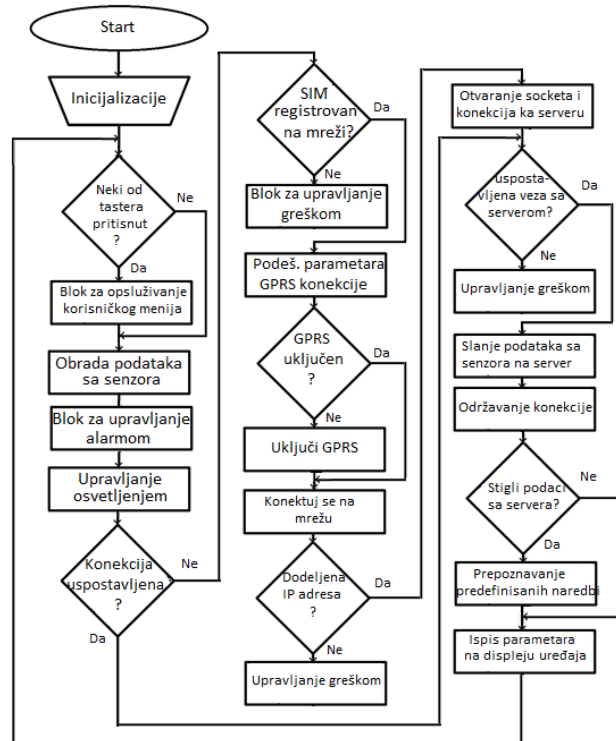 Start
Inicijalizacije
Neki od
tastera
pritisnut
?
Ne
Da
Blok za opsluživanje
korisničkog menija
Obrada podataka
sa senzora
Blok za upravljanje
alarmom
Upravljanje
osvetljenjem
Konekcija
uspostavljena
?
Ne
Da
SIM
registrovan
na mreži?
Da
Ne
Blok za upravljanje
greškom
Podeš. parametara
GPRS konekcije
GPRS
uključen
?
Da
Ne
Uključi GPRS
Konektuj se na
mrežu
Dodeljena
IP adresa
?
Da
Ne
Upravljanje greškom
Otvaranje socketa i
konekcija ka serveru
usposta-
vljena veza sa
serverom?
Da
Ne
Upravljanje greškom
Slanje podataka sa
senzora na server
Održavanje konekcije
Stigli podaci
sa servera?
Ne
Da
Prepoznavanje
predefinisanih naredbi
Ispis parametara
na displeju uređaja